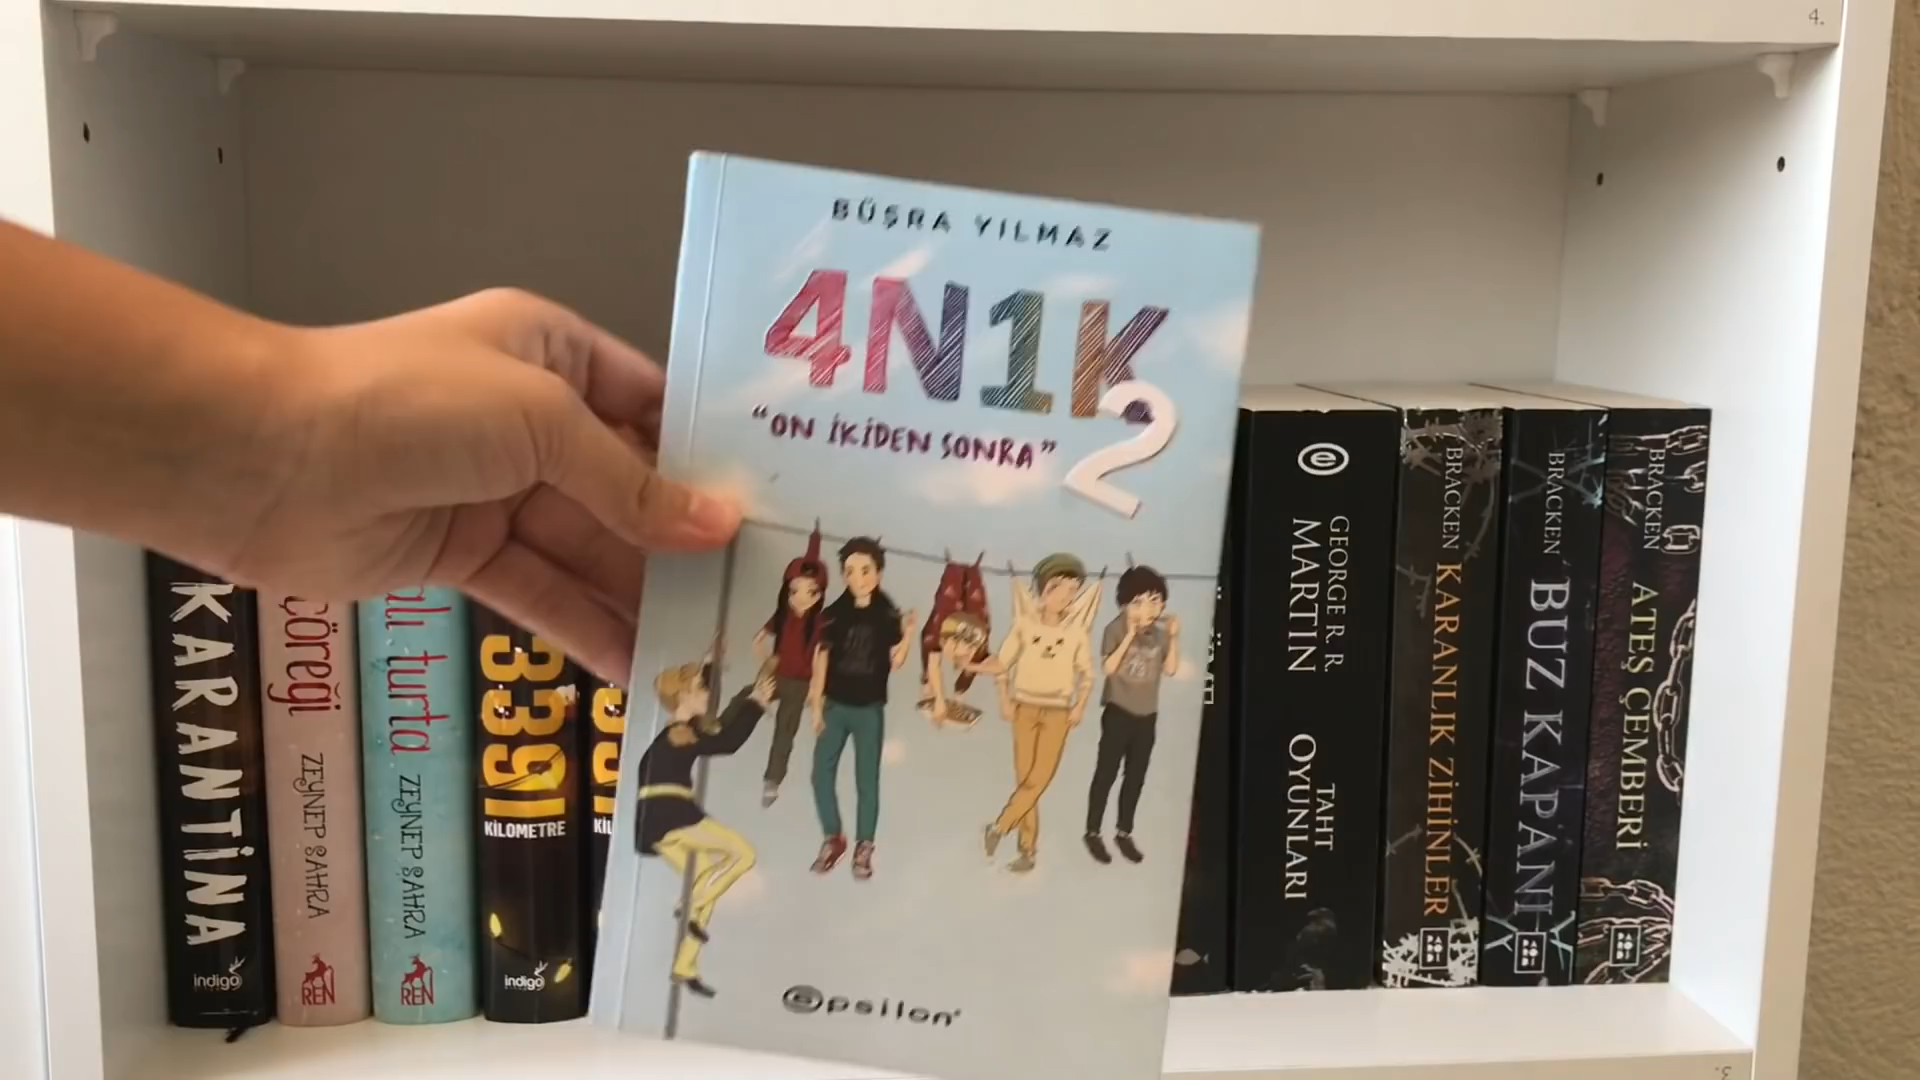 4.
BÜŞRA YILMAZ
4N1K
2
"ON İKİDEN SONRA"
epsilon
KARANTİNA
indigo
çöreği
ZEYNEP SAHRA
REN
turta
ZEYNEP SAHRA
REN
3391
KİLOMETRE
indigo
GEORGE R. R.
MARTIN
TAHT
OYUNLARI
BRACKEN
KARANLIK ZİHİNLER
BRACKEN
BUZ KAPANI
BRACKEN
ATEŞ ÇEMBERİ
3.